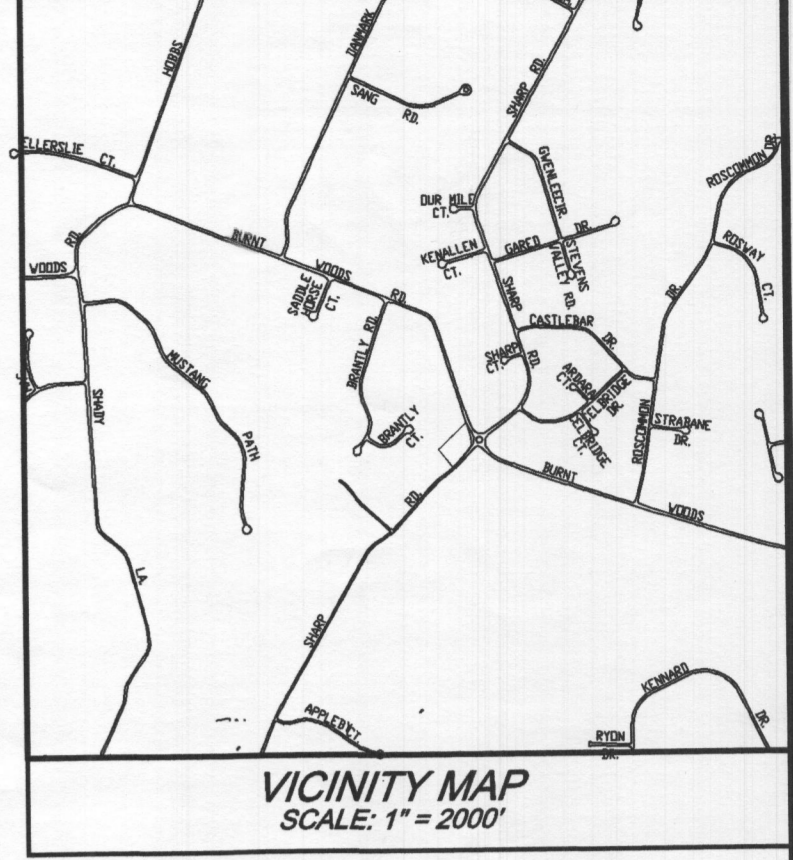 HOBBS
DANMARK
SANG RD.
SHARP RD.
ELLERSLIE CT.
GWENLEE CIR.
ROSCOMMON DR.
OUR MILE
CT.
RD.
BURNT
WOODS
RD.
WOODS
KENALLEN
CT.
GARED DR.
STEVENS
VALLEY RD.
ROSWAY CT.
DR.
SADDLE
HORSE
CT.
SHARP
RD.
CASTLEBAR DR.
SHARP
CT.
BRANTLY RD.
MUSTANG PATH
ARDARA
CT.
CELBRIDGE
DR.
CELBRIDGE
CT.
SHADY
LA.
BRANTLY
CT.
ROSCOMMON
STRABANE
DR.
BURNT
WOODS
RD.
SHARP
APPLEBY CT.
KENNARD
DR.
RYON
DR.
VICINITY MAP
SCALE: 1" = 2000'